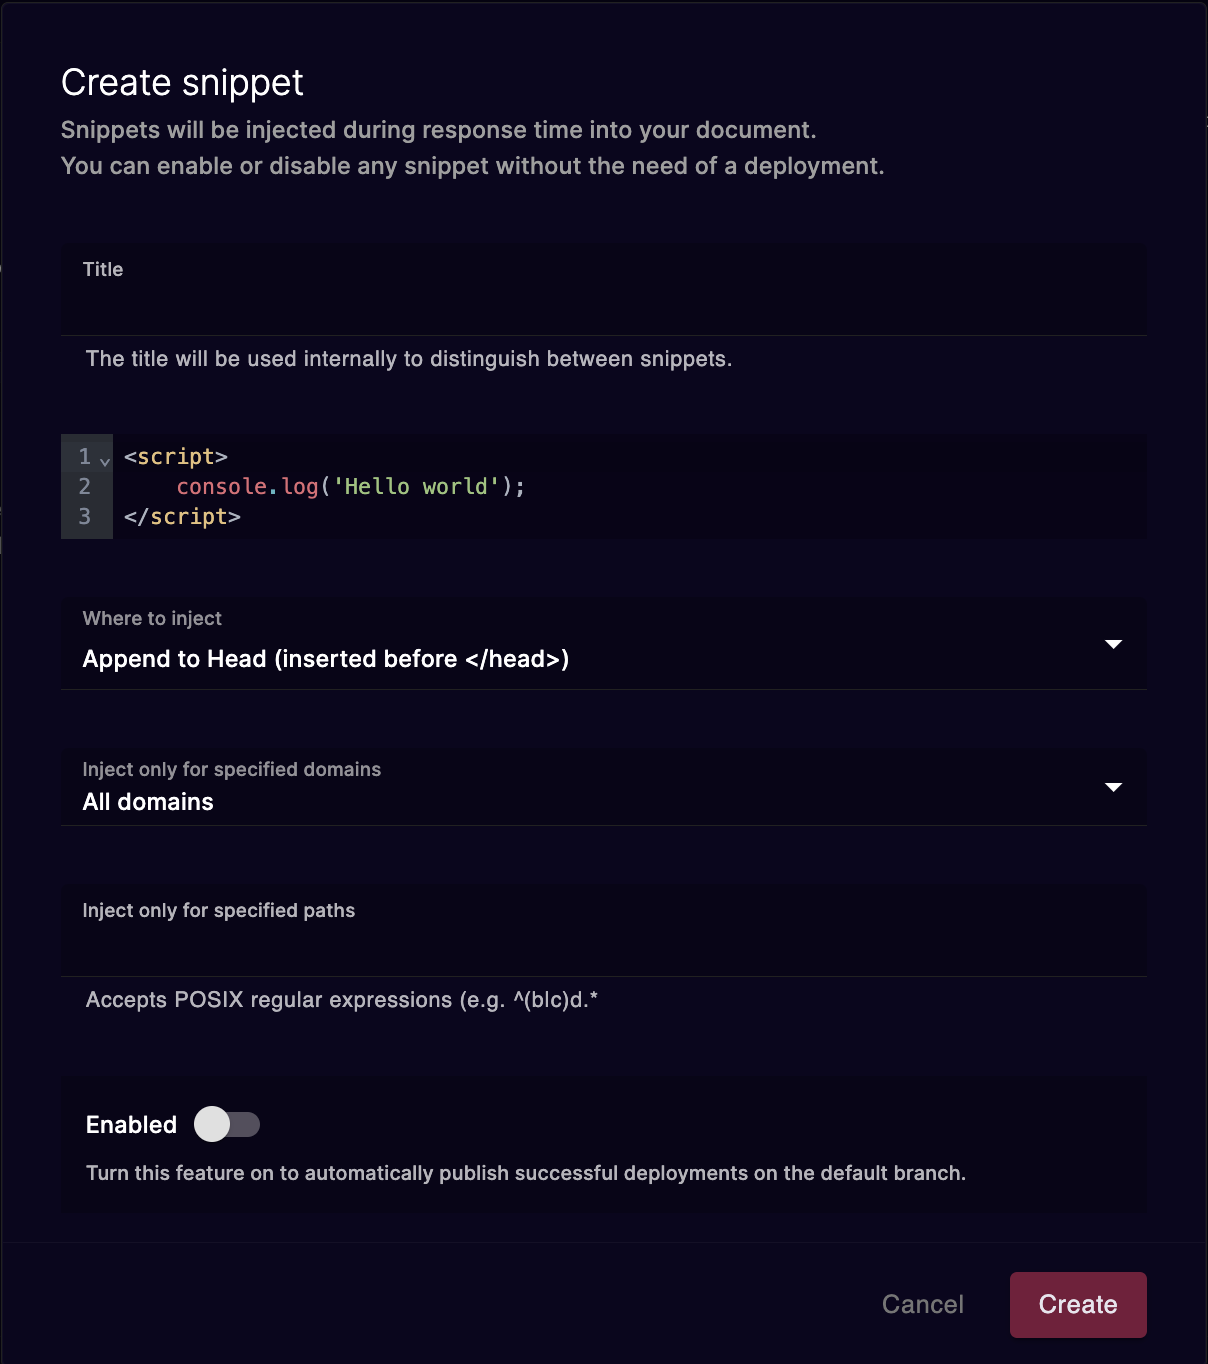 Create snippet
Snippets will be injected during response time into your document.
You can enable or disable any snippet without the need of a deployment.
Title
The title will be used internally to distinguish between snippets.
1 <script>
2 console.log('Hello world');
3 </script>
Where to inject
Append to Head (inserted before </head>)
Inject only for specified domains
All domains
Inject only for specified paths
Accepts POSIX regular expressions (e.g. ^(b|c)d.*
Enabled
Turn this feature on to automatically publish successful deployments on the default branch.
Cancel
Create